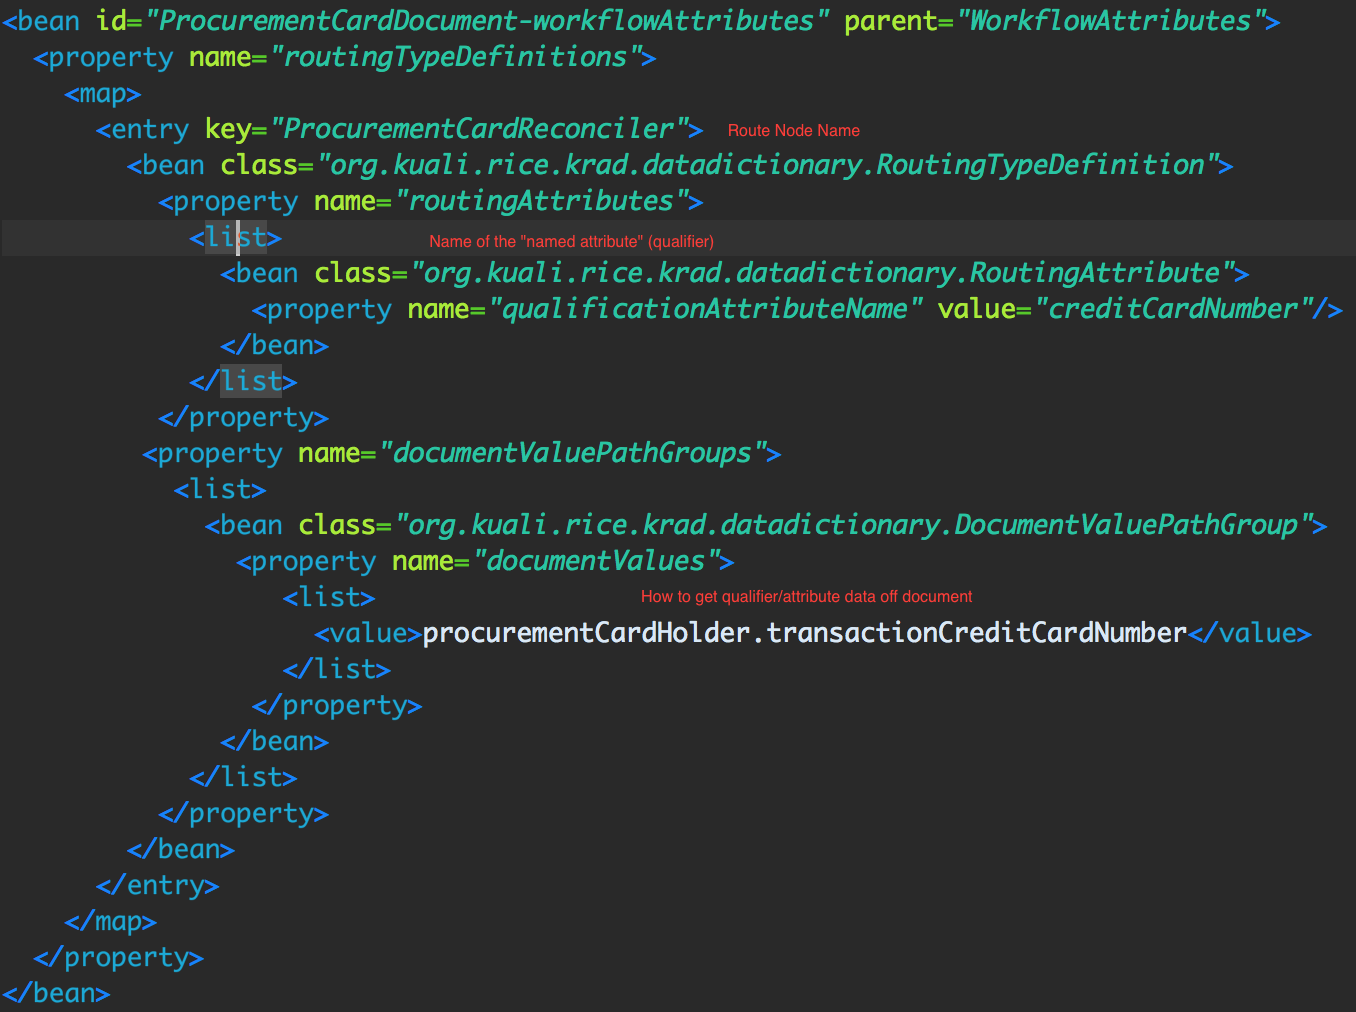 <bean id="ProcurementCardDocument-workflowAttributes" parent="WorkflowAttributes">
<property name="routingTypeDefinitions">
<map>
<entry key="ProcurementCardReconciler"> Route Node Name
<bean class="org.kuali.rice.krad.datadictionary.RoutingTypeDefinition">
<property name="routingAttributes">
<list> Name of the "named attribute" (qualifier)
<bean class="org.kuali.rice.krad.datadictionary.RoutingAttribute">
<property name="qualificationAttributeName" value="creditCardNumber"/>
</bean>
</list>
</property>
<property name="documentValuePathGroups">
<list>
<bean class="org.kuali.rice.krad.datadictionary.DocumentValuePathGroup">
<property name="documentValues">
<list> How to get qualifier/attribute data off document
<value>procurementCardHolder.transactionCreditCardNumber</value>
</list>
</property>
</bean>
</list>
</property>
</bean>
</entry>
</map>
</property>
</bean>